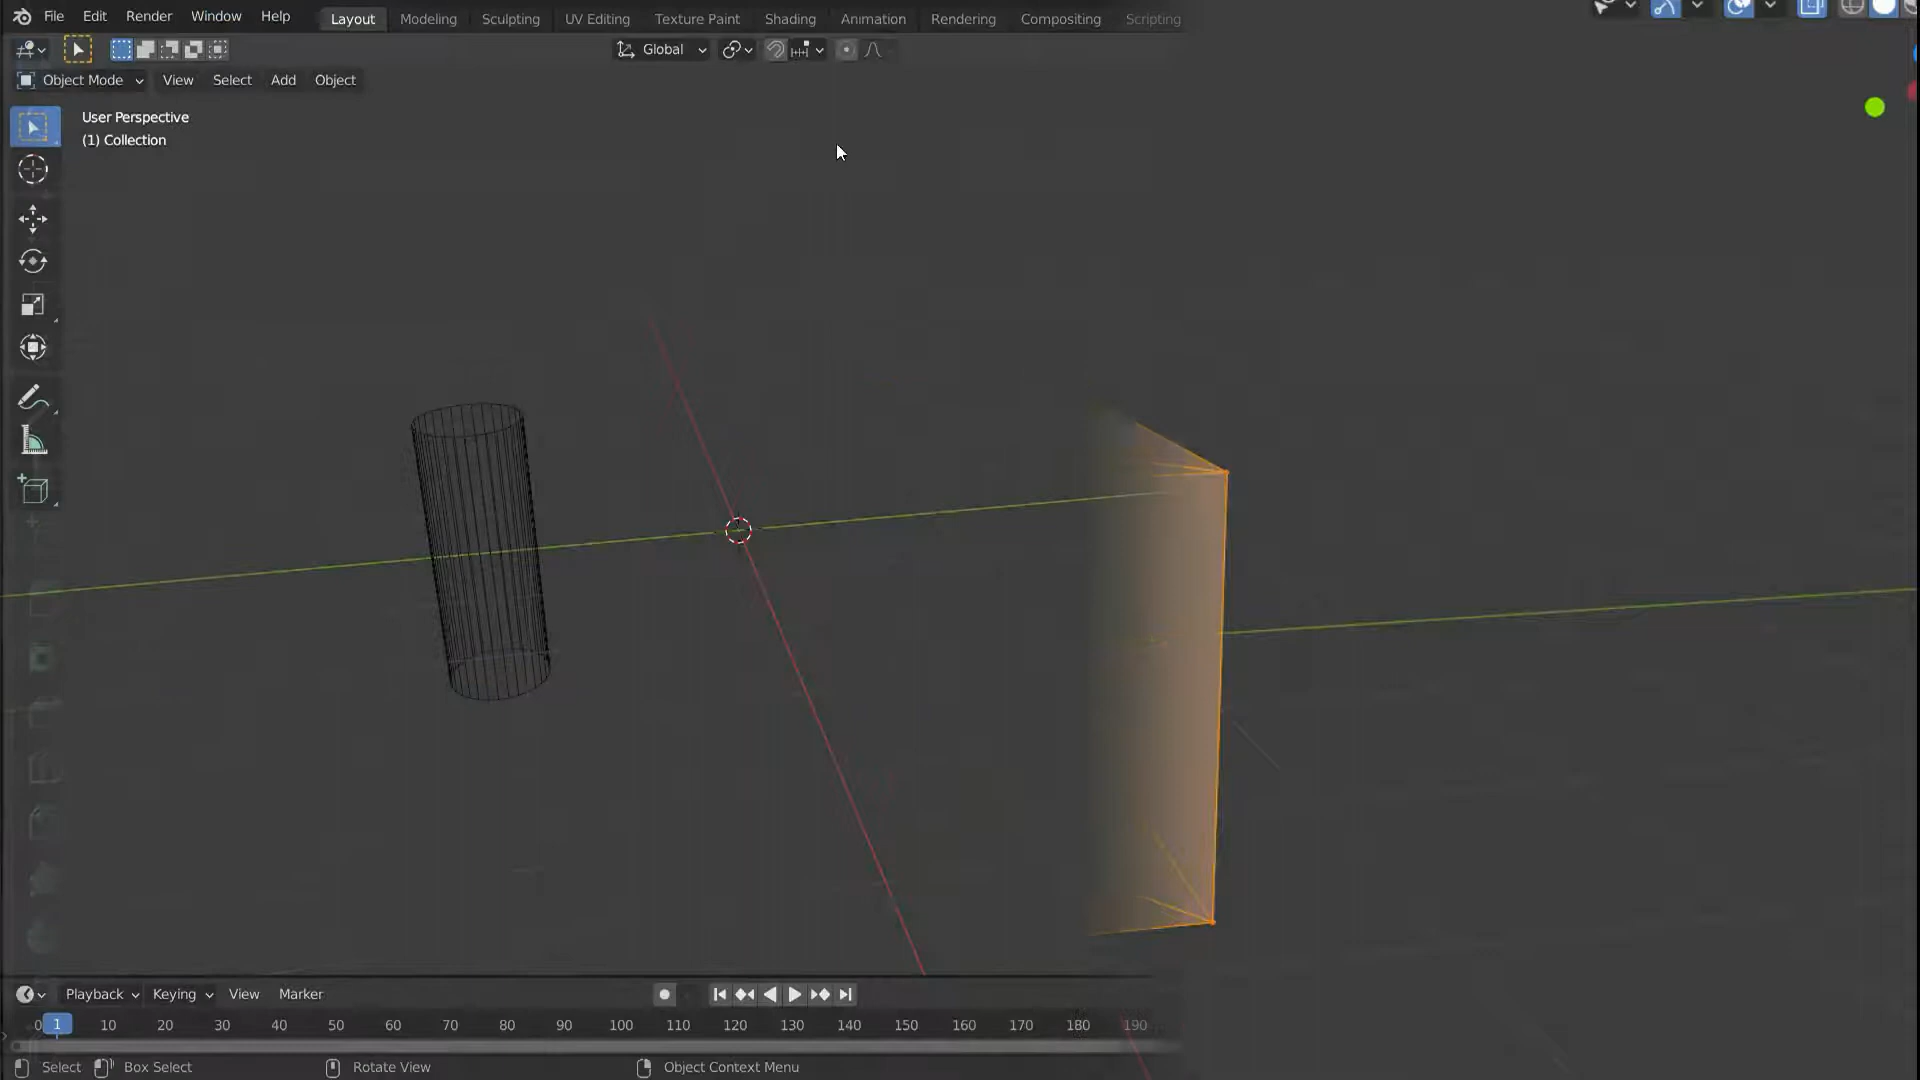 File Edit Render Window Help Layout Modeling Sculpting UV Editing Texture Paint Shading Animation Rendering Compositing Scripting
Global
Object Mode View Select Add Object
User Perspective
(1) Collection
Playback Keying View Marker
0 1 10 20 30 40 50 60 70 80 90 100 110 120 130 140 150 160 170 180 190
Select Box Select Rotate View Object Context Menu